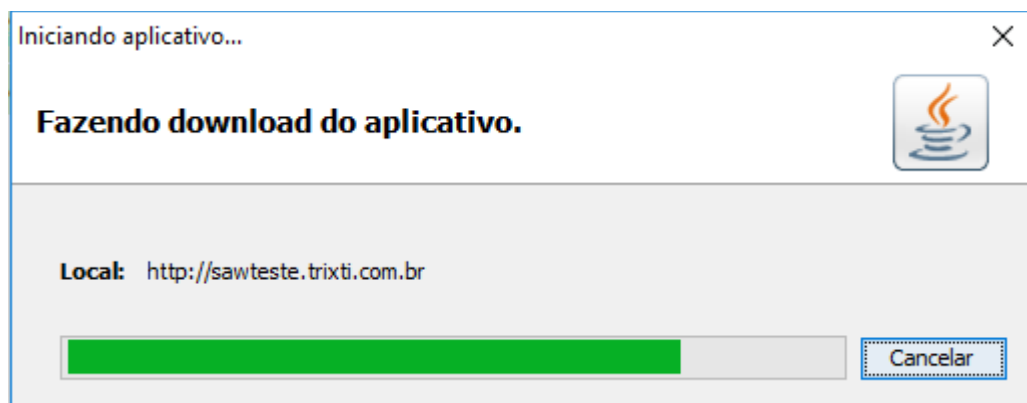 Iniciando aplicativo...
Fazendo download do aplicativo.
Local: http://sawteste.trixti.com.br
Cancelar